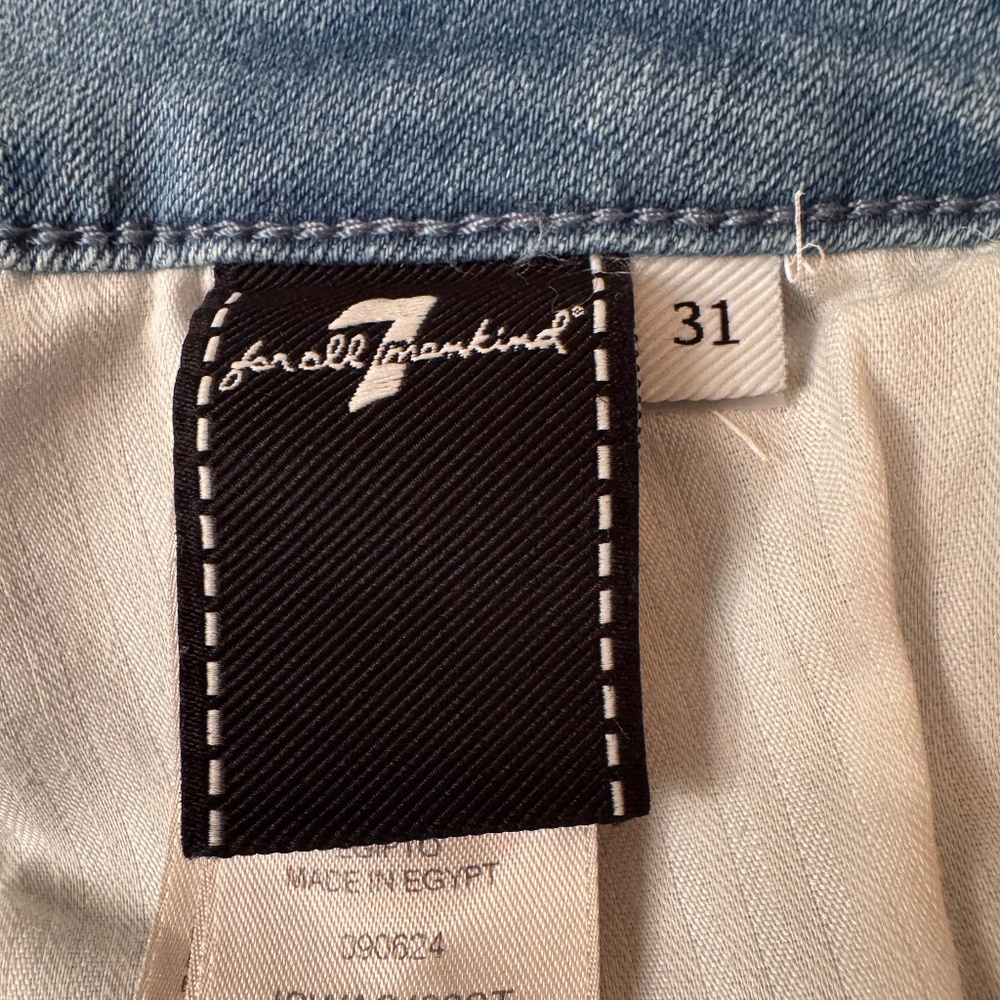 7 for all mankind®
31
MADE IN EGYPT
090624